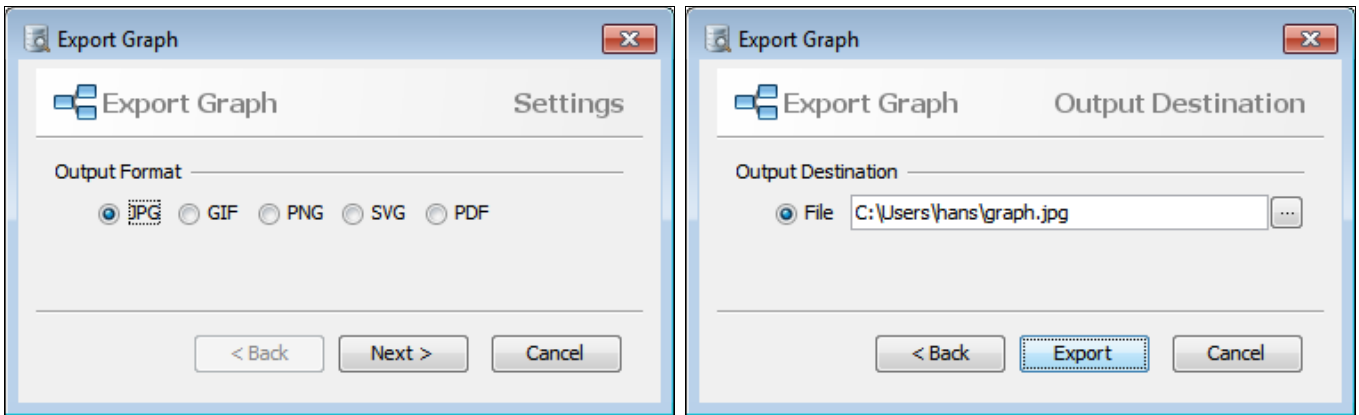 Export Graph
Export Graph Settings
Output Format
JPG GIF PNG SVG PDF
< Back Next > Cancel
Export Graph
Export Graph Output Destination
Output Destination
File C:\Users\hans\graph.jpg ...
< Back Export Cancel